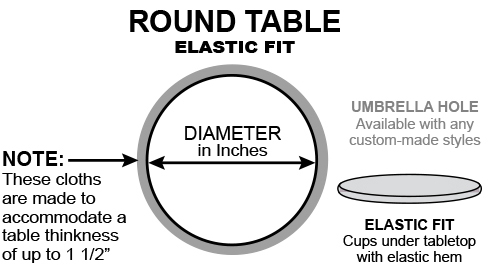 ROUND TABLE
ELASTIC FIT
DIAMETER
in Inches
NOTE:
These cloths
are made to
accommodate a
table thinkness
of up to 1 1/2”
UMBRELLA HOLE
Available with any
custom-made styles
ELASTIC FIT
Cups under tabletop
with elastic hem